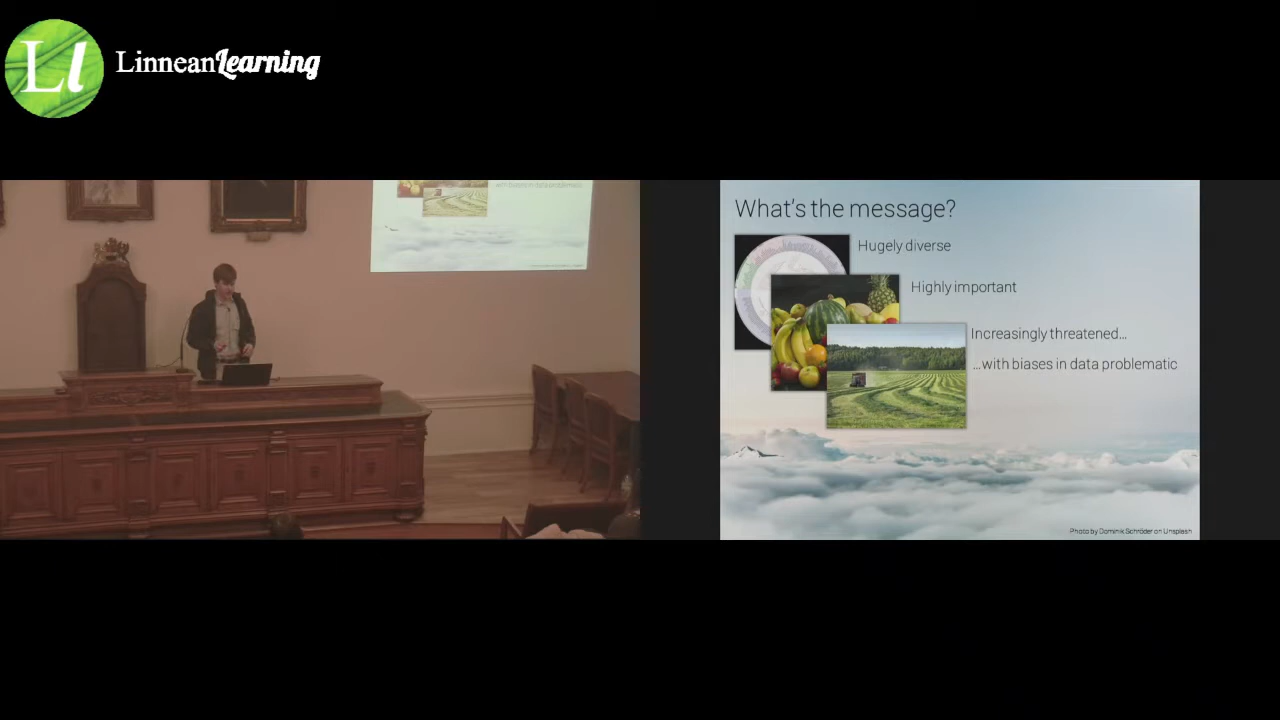 Ll LinneanLearning
What's the message?
Hugely diverse
Highly important
Increasingly threatened...
...with biases in data problematic
Photo by Dominik Schröder on Unsplash